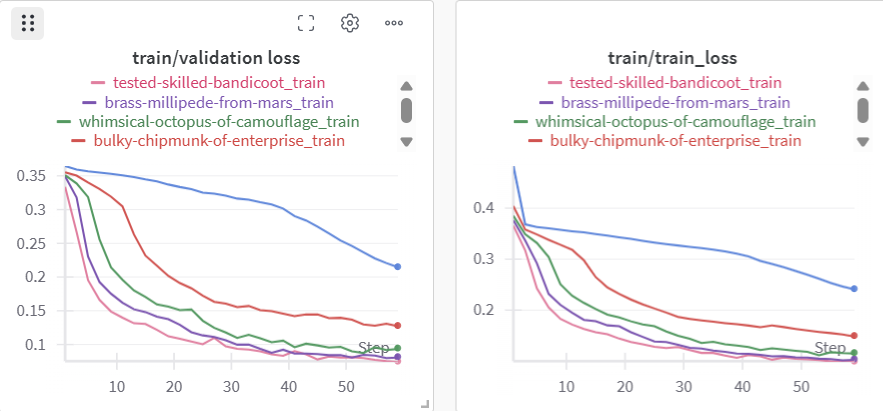 train/validation loss
tested-skilled-bandicoot_train
brass-millipede-from-mars_train
whimsical-octopus-of-camouflage_train
bulky-chipmunk-of-enterprise_train
0.35
0.3
0.25
0.2
0.15
0.1
Step
10 20 30 40 50
train/train_loss
tested-skilled-bandicoot_train
brass-millipede-from-mars_train
whimsical-octopus-of-camouflage_train
bulky-chipmunk-of-enterprise_train
0.4
0.3
0.2
Step
10 20 30 40 50